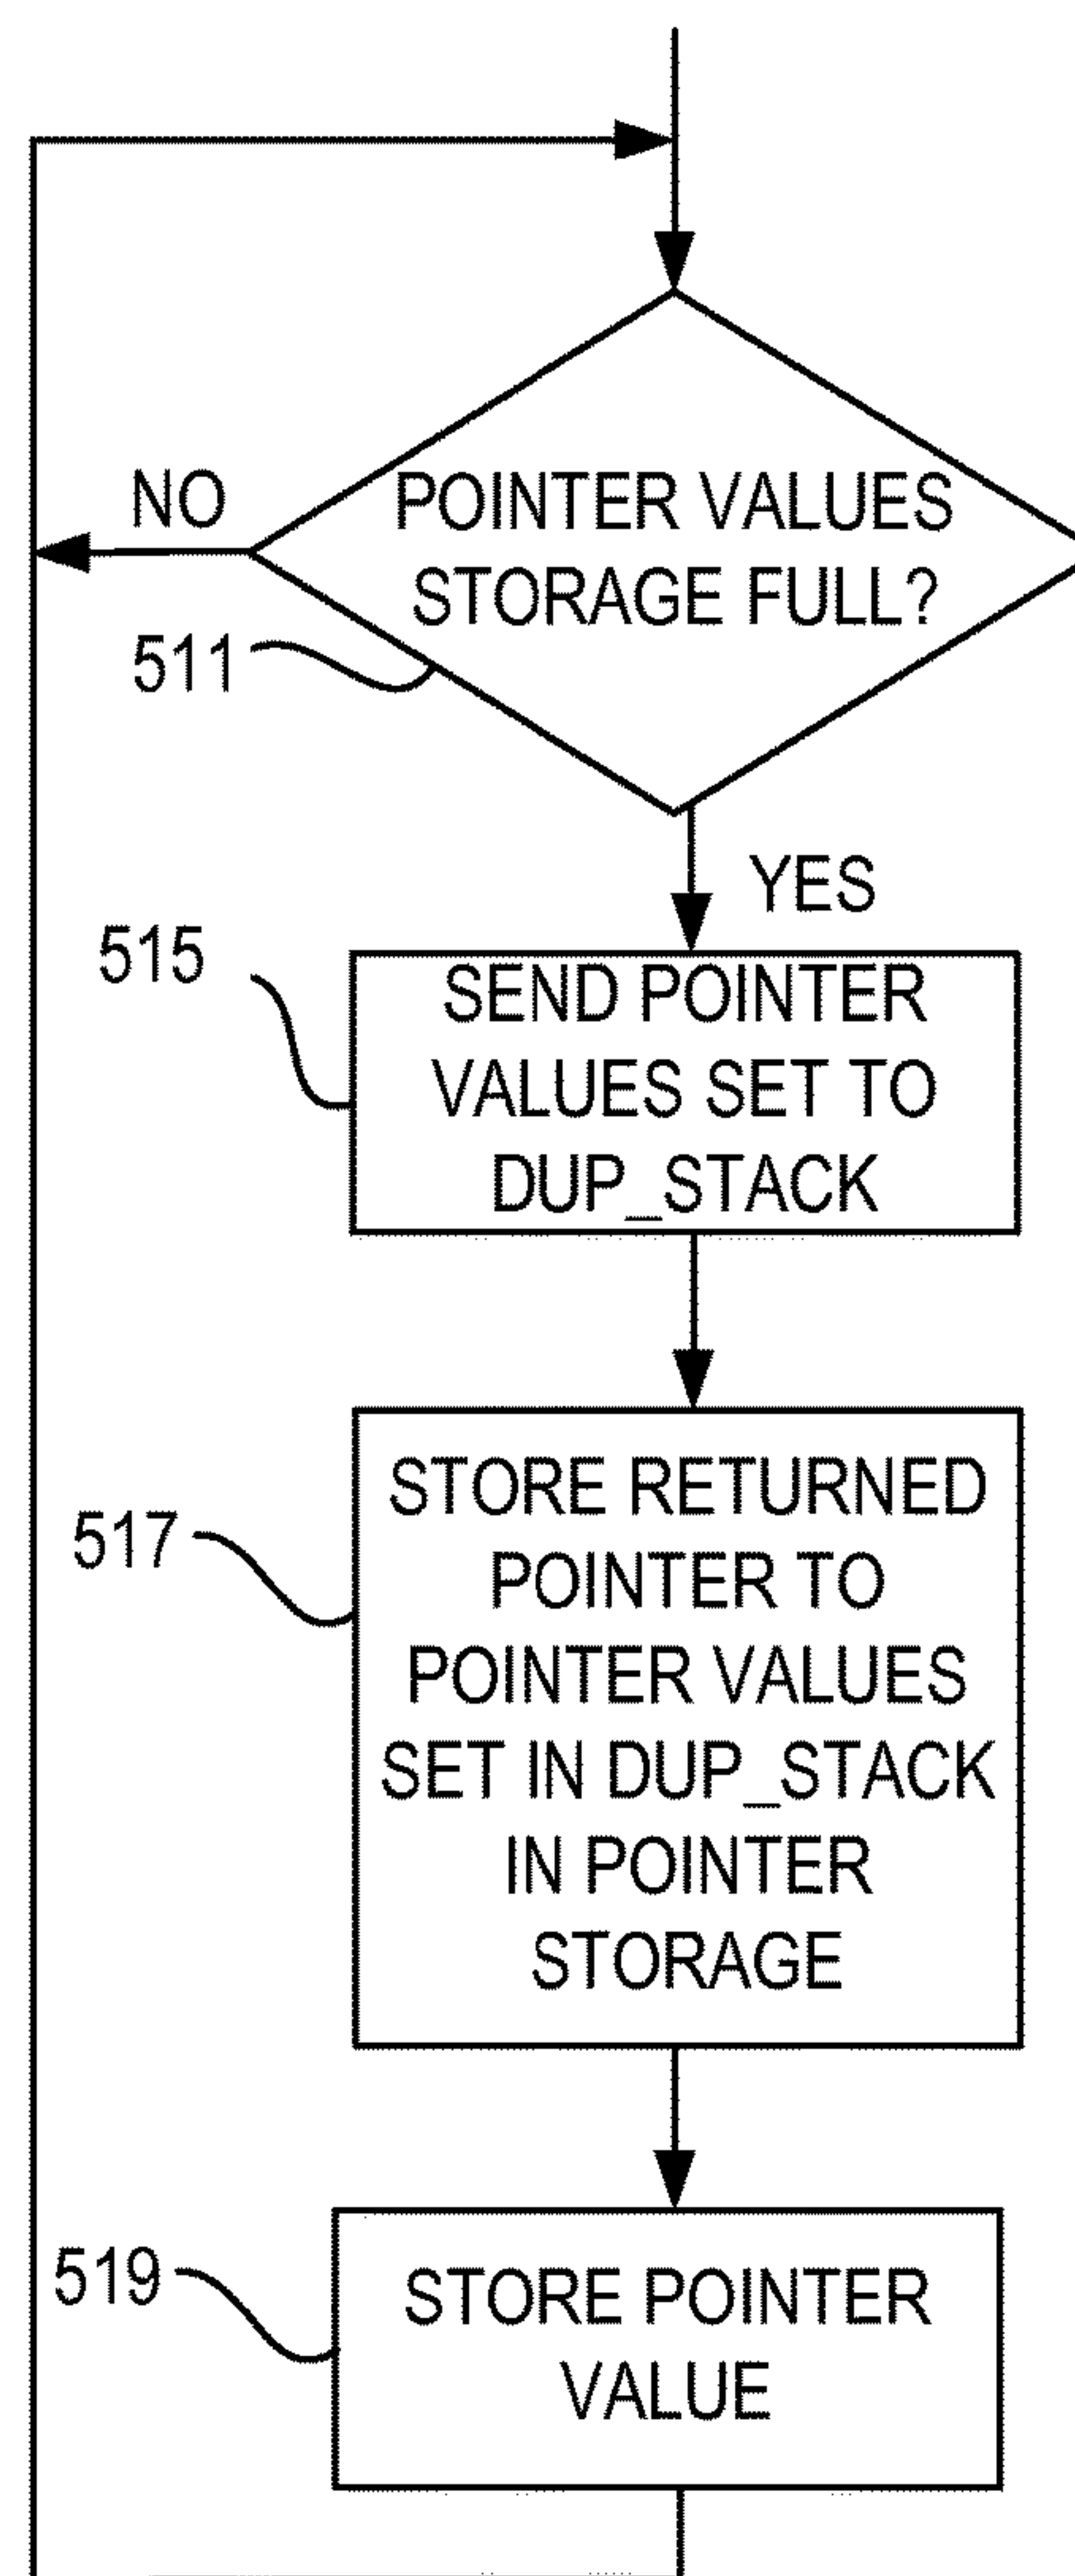 NO
POINTER VALUES
STORAGE FULL?
511
YES
515
SEND POINTER
VALUES SET TO
DUP_STACK
517
STORE RETURNED
POINTER TO
POINTER VALUES
SET IN DUP_STACK
IN POINTER
STORAGE
519
STORE POINTER
VALUE